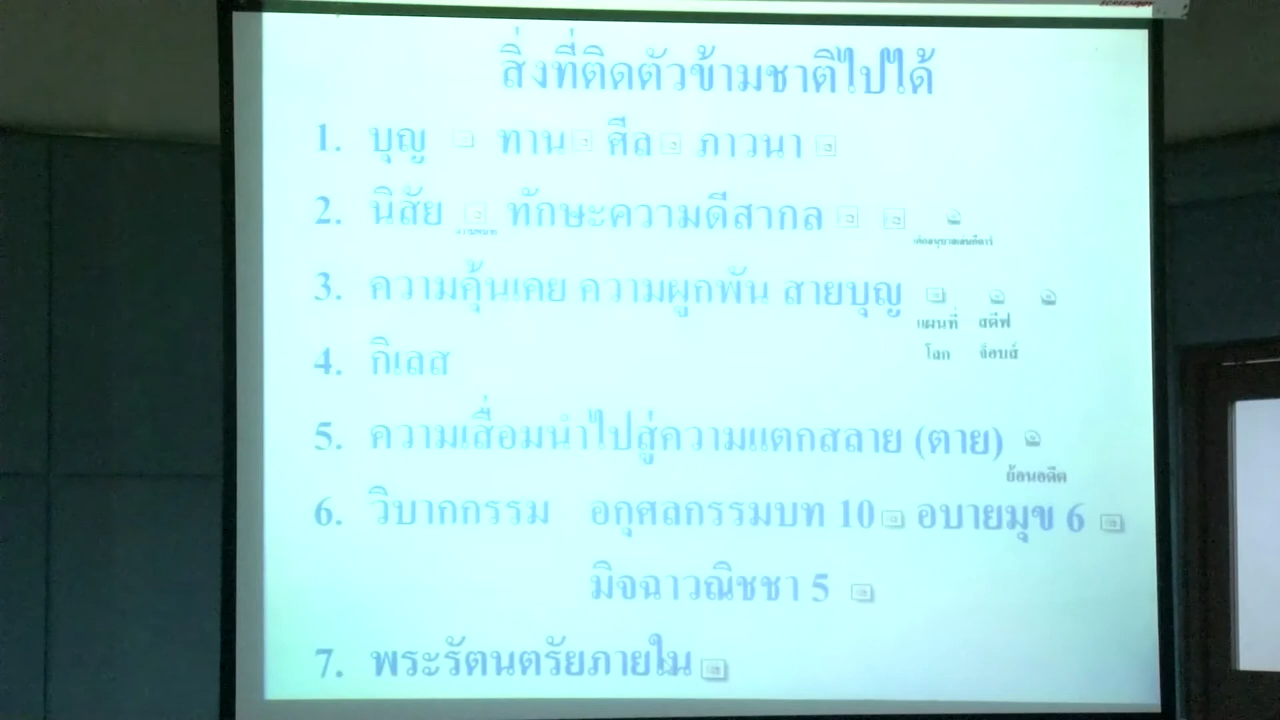 สิ่งที่ติดตัวข้ามชาติไปได้
1. บุญ ทาน ศีล ภาวนา
2. นิสัย ทักษะความดีสากล
3. ความคุ้นเคย ความผูกพัน สายบุญ
แผนที่ สตีฟ
โลก จ๊อบส์
4. กิเลส
5. ความเสื่อมนำไปสู่ความแตกสลาย (ตาย)
ย้อนอดีต
6. วิบากกรรม อกุศลกรรมบท 10 อบายมุข 6
มิจฉาวณิชชา 5
7. พระรัตนตรัยภายใน